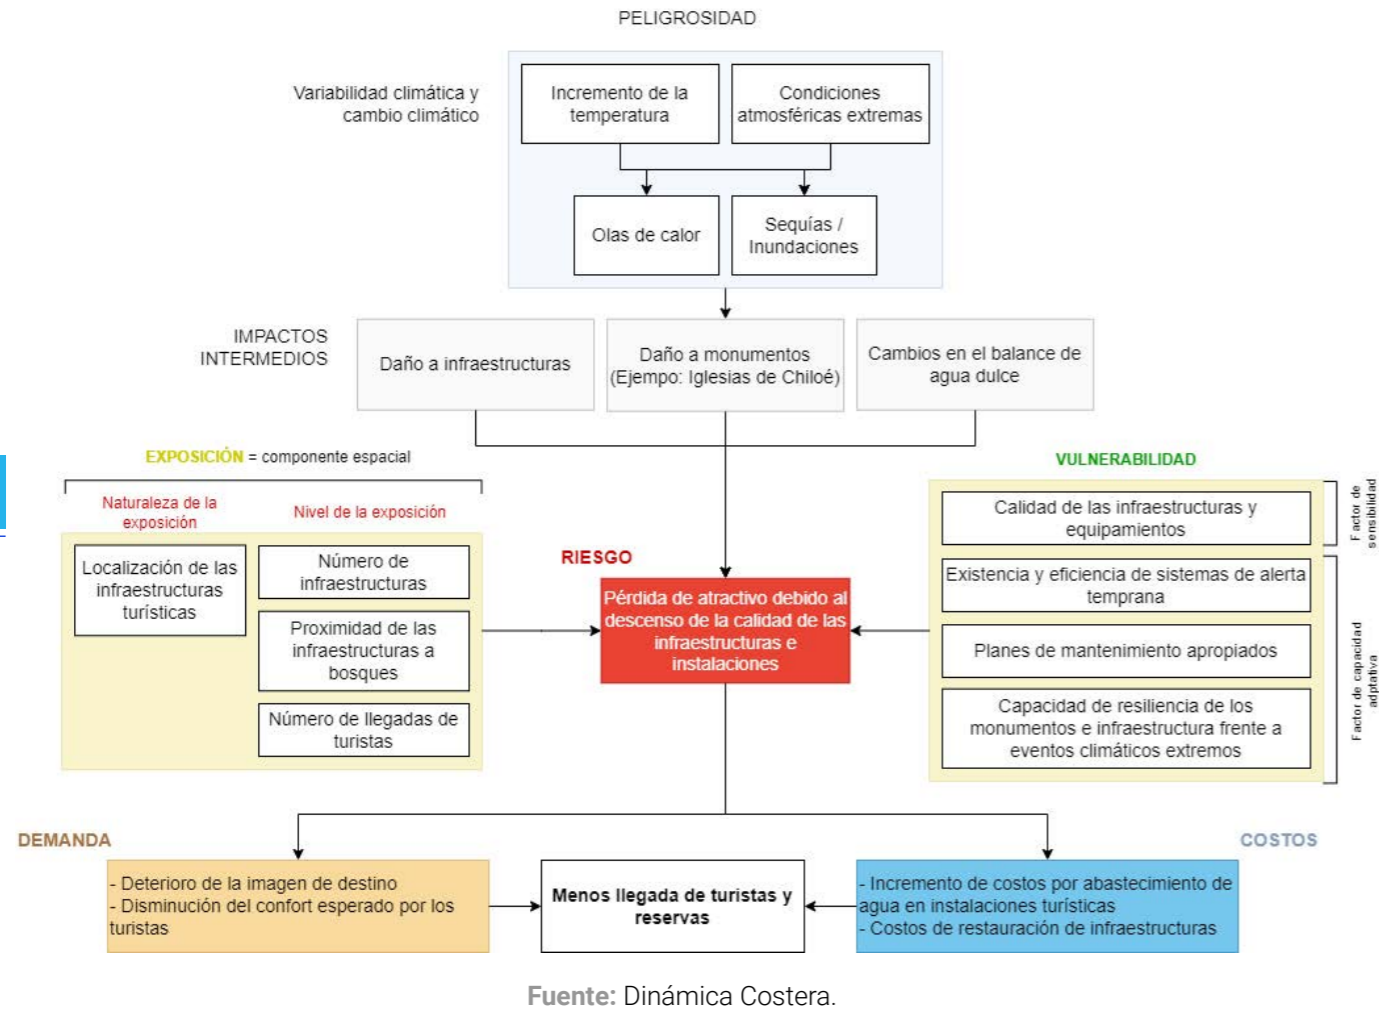 PELIGROSIDAD
Variabilidad climática y
cambio climático
Incremento de la
temperatura
Condiciones
atmosféricas extremas
Olas de calor
Sequías /
Inundaciones
IMPACTOS
INTERMEDIOS
Daño a infraestructuras
Daño a monumentos
(Ejempo: Iglesias de Chiloé)
Cambios en el balance de
agua dulce
EXPOSICIÓN = componente espacial
Naturaleza de la
exposición
Nivel de la exposición
Localización de las
infraestructuras
turísticas
Número de
infraestructuras
Proximidad de las
infraestructuras a
bosques
Número de llegadas de
turistas
RIESGO
Pérdida de atractivo debido al
descenso de la calidad de las
infraestructuras e
instalaciones
VULNERABILIDAD
Calidad de las infraestructuras y
equipamientos
Existencia y eficiencia de sistemas de alerta
temprana
Planes de mantenimiento apropiados
Capacidad de resiliencia de los
monumentos e infraestructura frente a
eventos climáticos extremos
Factor de
sensibilidad
Factor de capacidad
adptativa
DEMANDA
- Deterioro de la imagen de destino
- Disminución del confort esperado por los
turistas
Menos llegada de turistas y
reservas
COSTOS
- Incremento de costos por abastecimiento de
agua en instalaciones turísticas
- Costos de restauración de infraestructuras
Fuente: Dinámica Costera.